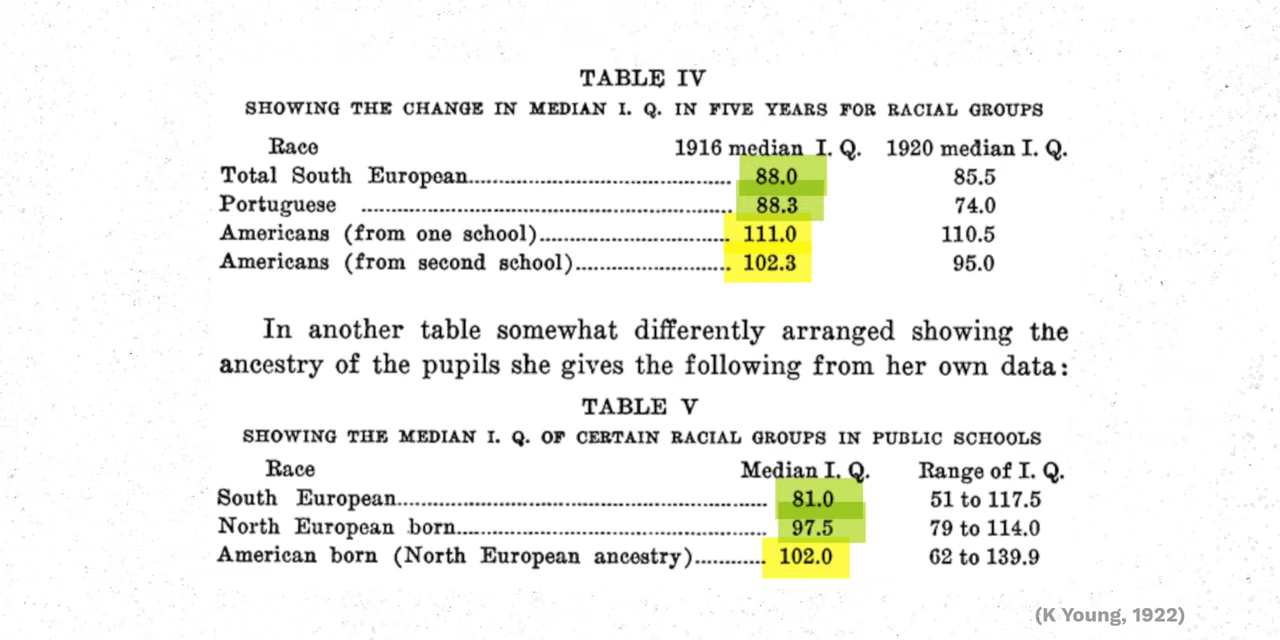 TABLE IV
SHOWING THE CHANGE IN MEDIAN I. Q. IN FIVE YEARS FOR RACIAL GROUPS
Race 1916 median I. Q. 1920 median I. Q.
Total South European........................................ 88.0 85.5
Portuguese ........................................................ 88.3 74.0
Americans (from one school)............................. 111.0 110.5
Americans (from second school)....................... 102.3 95.0
In another table somewhat differently arranged showing the
ancestry of the pupils she gives the following from her own data:
TABLE V
SHOWING THE MEDIAN I. Q. OF CERTAIN RACIAL GROUPS IN PUBLIC SCHOOLS
Race Median I. Q. Range of I. Q.
South European....................................................... 81.0 51 to 117.5
North European born.............................................. 97.5 79 to 114.0
American born (North European ancestry)............ 102.0 62 to 139.9
(K Young, 1922)